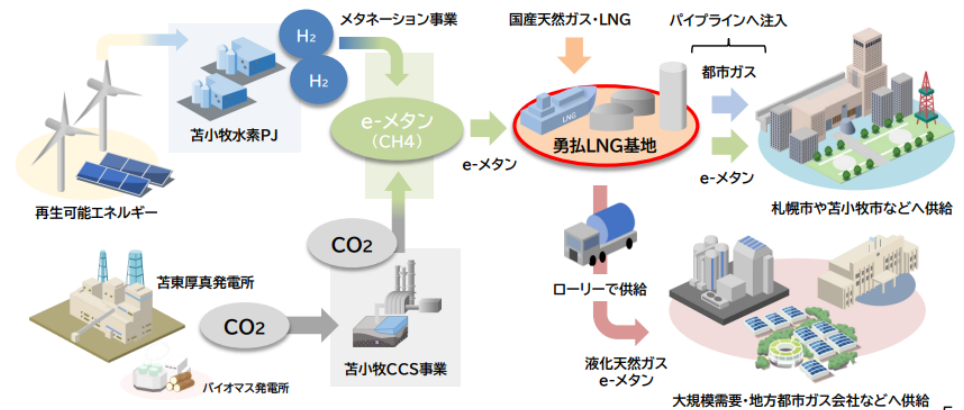 メタネーション事業
国産天然ガス・LNG
パイプラインへ注入
H2
H2
都市ガス
苫小牧水素PJ
e-メタン
(CH4)
LNG
勇払LNG基地
e-メタン
e-メタン
再生可能エネルギー
札幌市や苫小牧市などへ供給
CO2
苫東厚真発電所
ローリーで供給
CO2
苫小牧CCS事業
液化天然ガス
e-メタン
バイオマス発電所
大規模需要・地方都市ガス会社などへ供給